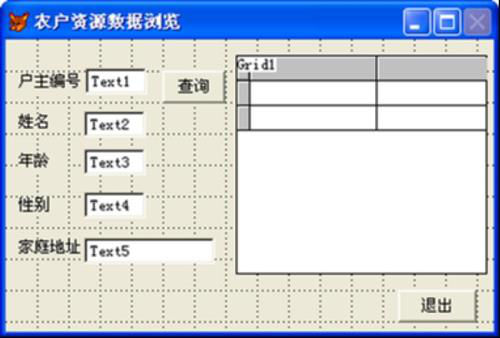 农户资源数据浏览
户主编号 Text1 查询
姓名 Text2
年龄 Text3
性别 Text4
家庭地址 Text5
Grid1
退出